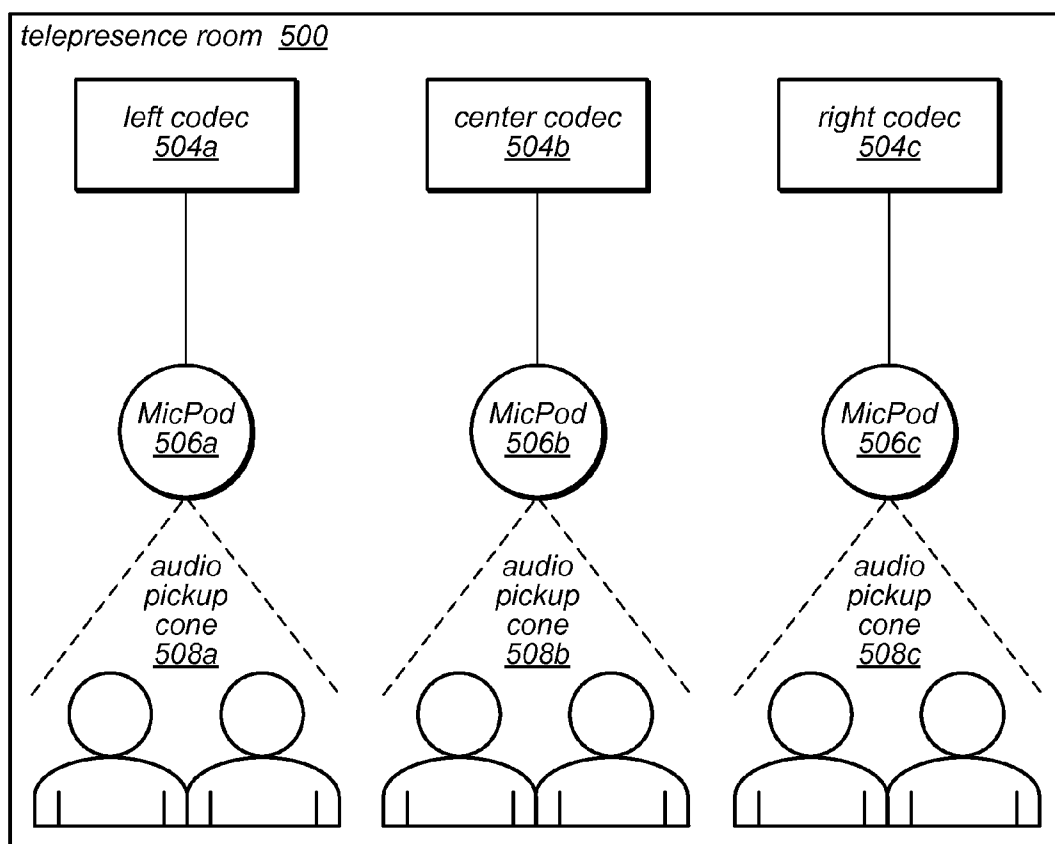 telepresence room 500
left codec
504a
center codec
504b
right codec
504c
MicPod
506a
MicPod
506b
MicPod
506c
audio
pickup
cone
508a
audio
pickup
cone
508b
audio
pickup
cone
508c